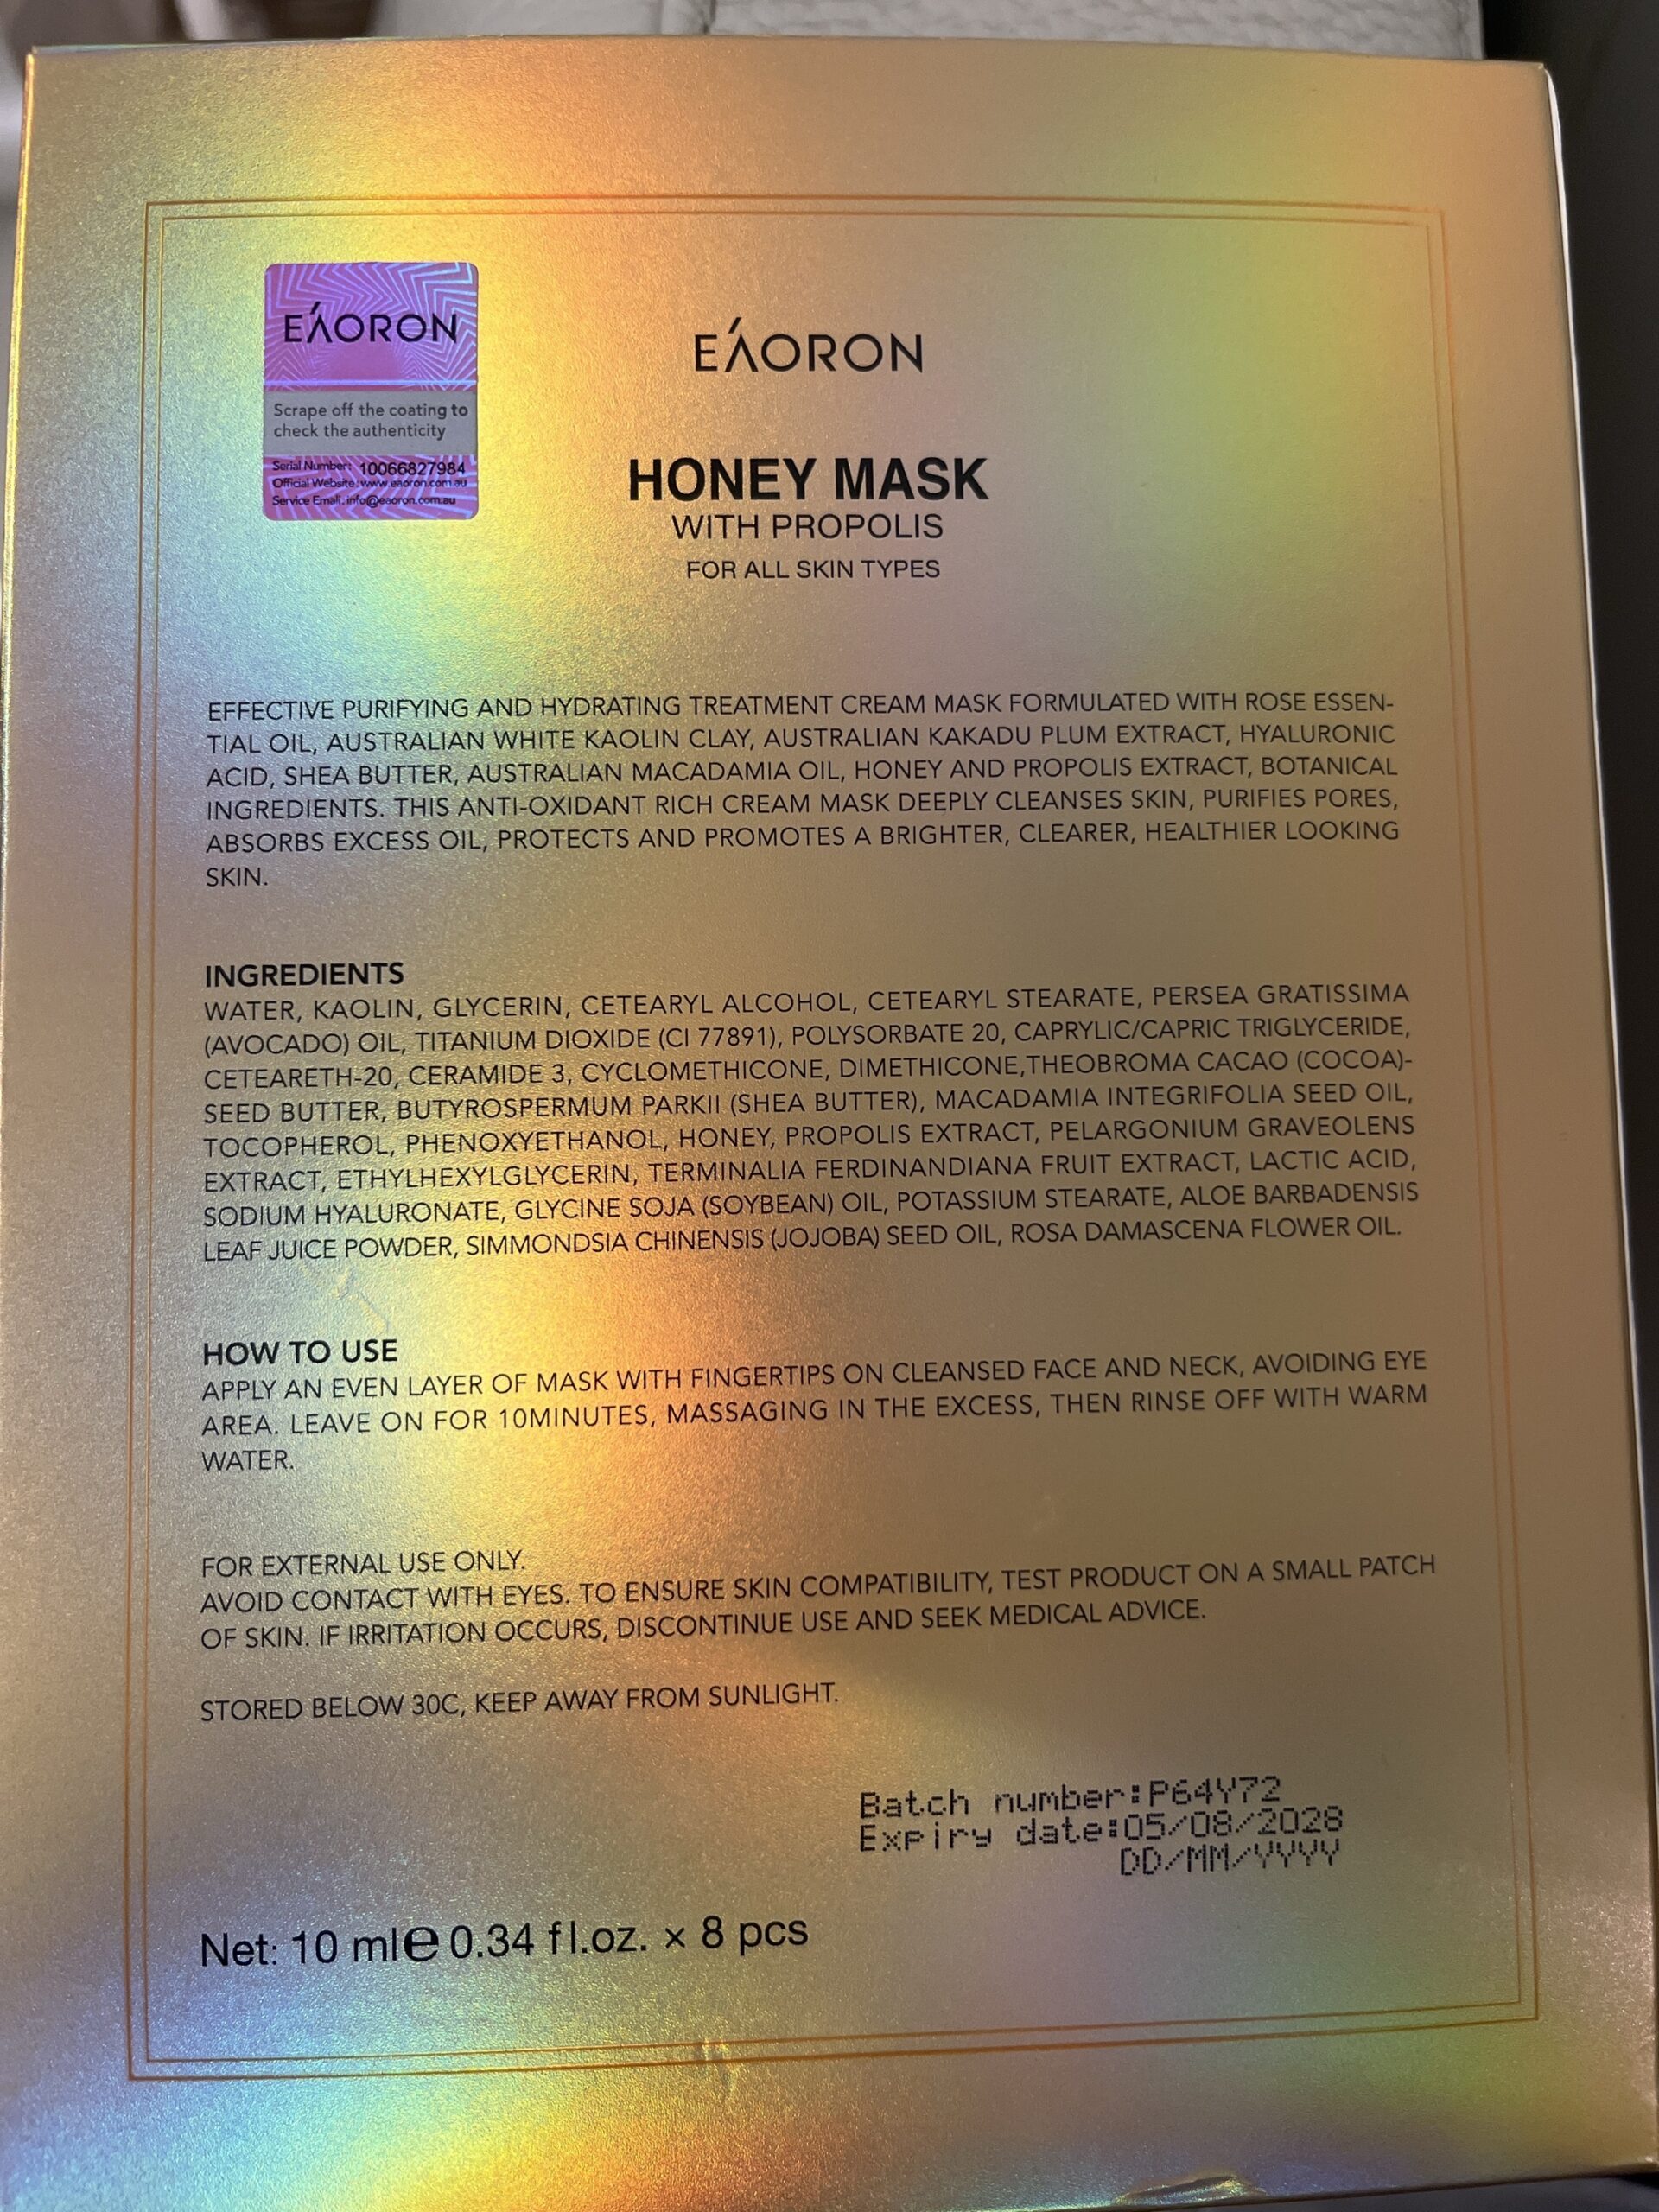 EÁORON
Scrape off the coating to
check the authenticity
Serial Number: 10066827984
Official Website: www.eaoron.com.au
Service Email: info@eaoron.com.au
EÁORON
HONEY MASK
WITH PROPOLIS
FOR ALL SKIN TYPES
EFFECTIVE PURIFYING AND HYDRATING TREATMENT CREAM MASK FORMULATED WITH ROSE ESSEN-
TIAL OIL, AUSTRALIAN WHITE KAOLIN CLAY, AUSTRALIAN KAKADU PLUM EXTRACT, HYALURONIC
ACID, SHEA BUTTER, AUSTRALIAN MACADAMIA OIL, HONEY AND PROPOLIS EXTRACT, BOTANICAL
INGREDIENTS. THIS ANTI-OXIDANT RICH CREAM MASK DEEPLY CLEANSES SKIN, PURIFIES PORES,
ABSORBS EXCESS OIL, PROTECTS AND PROMOTES A BRIGHTER, CLEARER, HEALTHIER LOOKING
SKIN.
INGREDIENTS
WATER, KAOLIN, GLYCERIN, CETEARYL ALCOHOL, CETEARYL STEARATE, PERSEA GRATISSIMA
(AVOCADO) OIL, TITANIUM DIOXIDE (CI 77891), POLYSORBATE 20, CAPRYLIC/CAPRIC TRIGLYCERIDE,
CETEARETH-20, CERAMIDE 3, CYCLOMETHICONE, DIMETHICONE,THEOBROMA CACAO (COCOA)-
SEED BUTTER, BUTYROSPERMUM PARKII (SHEA BUTTER), MACADAMIA INTEGRIFOLIA SEED OIL,
TOCOPHEROL, PHENOXYETHANOL, HONEY, PROPOLIS EXTRACT, PELARGONIUM GRAVEOLENS
EXTRACT, ETHYLHEXYLGLYCERIN, TERMINALIA FERDINANDIANA FRUIT EXTRACT, LACTIC ACID,
SODIUM HYALURONATE, GLYCINE SOJA (SOYBEAN) OIL, POTASSIUM STEARATE, ALOE BARBADENSIS
LEAF JUICE POWDER, SIMMONDSIA CHINENSIS (JOJOBA) SEED OIL, ROSA DAMASCENA FLOWER OIL.
HOW TO USE
APPLY AN EVEN LAYER OF MASK WITH FINGERTIPS ON CLEANSED FACE AND NECK, AVOIDING EYE
AREA. LEAVE ON FOR 10MINUTES, MASSAGING IN THE EXCESS, THEN RINSE OFF WITH WARM
WATER.
FOR EXTERNAL USE ONLY.
AVOID CONTACT WITH EYES. TO ENSURE SKIN COMPATIBILITY, TEST PRODUCT ON A SMALL PATCH
OF SKIN. IF IRRITATION OCCURS, DISCONTINUE USE AND SEEK MEDICAL ADVICE.
STORED BELOW 30C, KEEP AWAY FROM SUNLIGHT.
Batch number:P64Y72
Expiry date:05/08/2028
DD/MM/YYYY
Net: 10 ml℮ 0.34 fl.oz. × 8 pcs